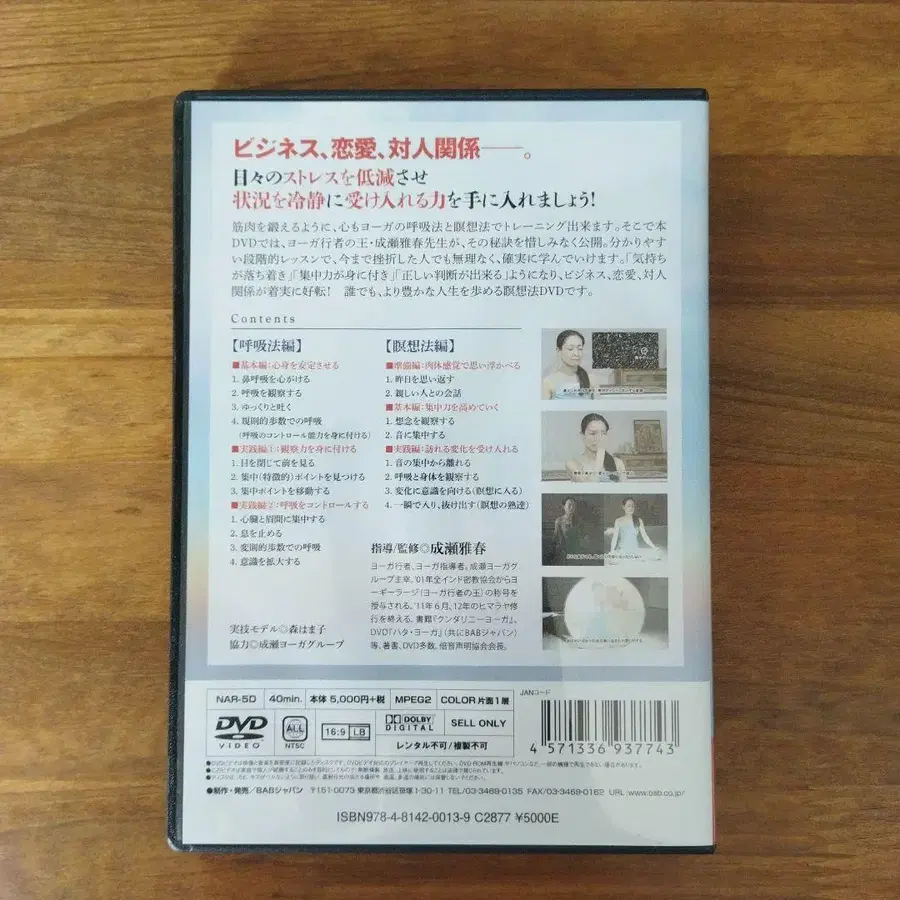 ビジネス、恋愛、対人関係──。
日々のストレスを低減させ
状況を冷静に受け入れる力を手に入れましょう!
筋肉を鍛えるように、心もヨーガの呼吸法と瞑想法でトレーニング出来ます。そこで本
DVDでは、ヨーガ行者の王・成瀬雅春先生が、その秘訣を惜しみなく公開。分かりやす
い段階的レッスンで、今まで挫折した人でも無理なく、確実に学んでいけます。「気持ち
が落ち着き」「集中力が身に付き」「正しい判断が出来る」ようになり、ビジネス、恋愛、対人
関係が着実に好転! 誰でも、より豊かな人生を歩める瞑想法DVDです。
Contents
【呼吸法編】
■基本編:心身を安定させる
1. 鼻呼吸を心がける
2. 呼吸を観察する
3. ゆっくりと吐く
4. 規則的歩数での呼吸
(呼吸のコントロール能力を身に付ける)
■実践編①:観察力を身に付ける
1. 目を閉じて前を見る
2. 集中(特徴的)ポイントを見つける
3. 集中ポイントを移動する
■実践編②:呼吸をコントロールする
1. 心臓と眉間に集中する
2. 息を止める
3. 変則的歩数での呼吸
4. 意識を拡大する
【瞑想法編】
■準備編:肉体感覚で思い浮かべる
1. 昨日を思い返す
2. 親しい人との会話
■基本編:集中力を高めていく
1. 想念を観察する
2. 音に集中する
■実践編:訪れる変化を受け入れる
1. 音の集中から離れる
2. 呼吸と身体を観察する
3. 変化に意識を向ける(瞑想に入る)
4. 一瞬で入り、抜け出す(瞑想の熟達)
指導/監修◎成瀬雅春
ヨーガ行者、ヨーガ指導者。成瀬ヨーガグ
ループ主幸。'01年全インド密教協会からヨ
ーギーラージ(ヨーガ行者の王)の称号を
授与される。'11年6月、12年のヒマラヤ修
行を終える。書籍『クンダリニーヨーガ』、
DVD『ハタ・ヨーガ』(共にBABジャパン)
等、著書、DVD多数。倍音声明協会会長。
実技モデル◎森はま子
協力◎成瀬ヨーガグループ
NAR-5D
40min.
本体 5,000円+税
MPEG2
COLOR 片面1層
DVD
VIDEO
ALL
NTSC
16:9 LB
DOLBY
DIGITAL
SELL ONLY
レンタル不可/複製不可
JANコード
4 571336 937743
●制作・発売/BABジャパン 〒151-0073 東京都渋谷区笹塚1-30-11 TEL/03-3469-0135 FAX/03-3469-0162 URL:www.bab.co.jp/
ISBN978-4-8142-0013-9 C2877 ¥5000E